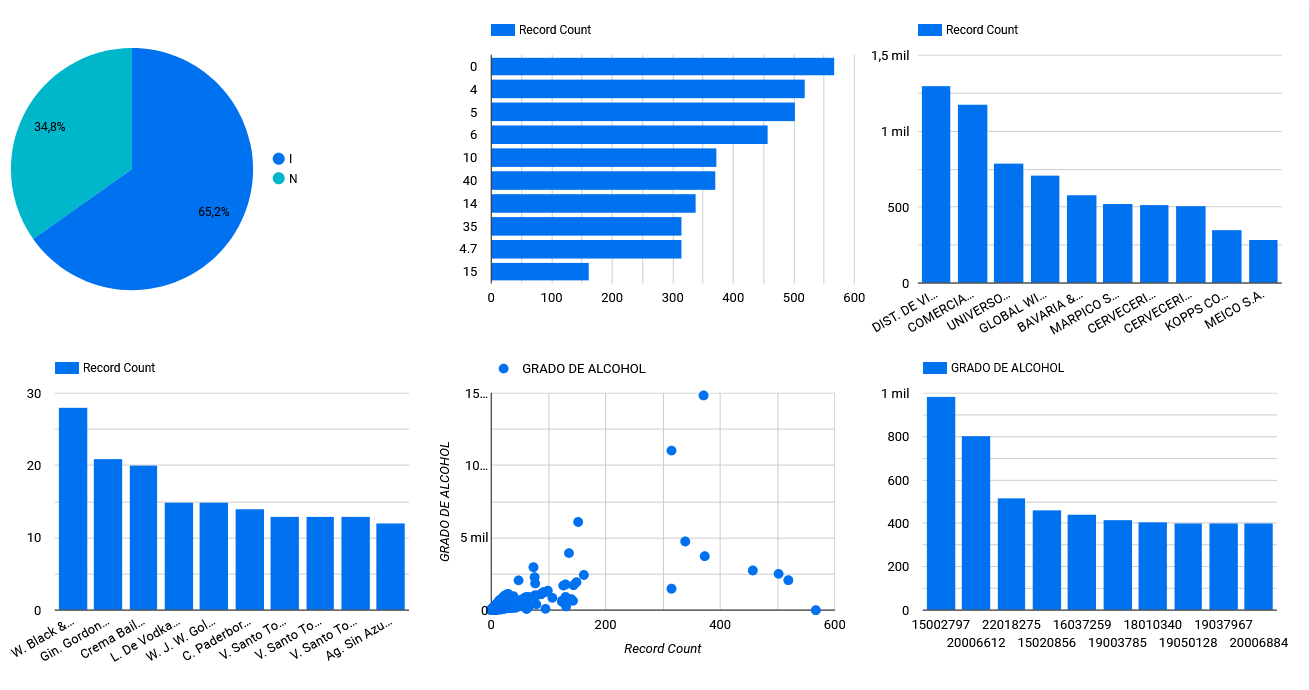 34,8%
65,2%
I
N
Record Count
0
4
5
6
10
40
14
35
4.7
15
0
100
200
300
400
500
600
Record Count
1,5 mil
1 mil
500
0
DIST. DE VI...
COMERCIA...
UNIVERSO...
GLOBAL WI...
BAVARIA &...
MARPICO S...
CERVECERI...
CERVECERI...
KOPPS CO...
MEICO S.A.
Record Count
30
20
10
0
W. Black &...
Gin. Gordon...
Crema Bail...
L. De Vodka...
W. J. W. Gol...
C. Paderbor...
V. Santo To...
V. Santo To...
V. Santo To...
Ag. Sin Azu...
GRADO DE ALCOHOL
GRADO DE ALCOHOL
15...
10...
5 mil
0
0
200
400
600
Record Count
GRADO DE ALCOHOL
1 mil
800
600
400
200
0
15002797 22018275 16037259 18010340 19037967
20006612 15020856 19003785 19050128 20006884